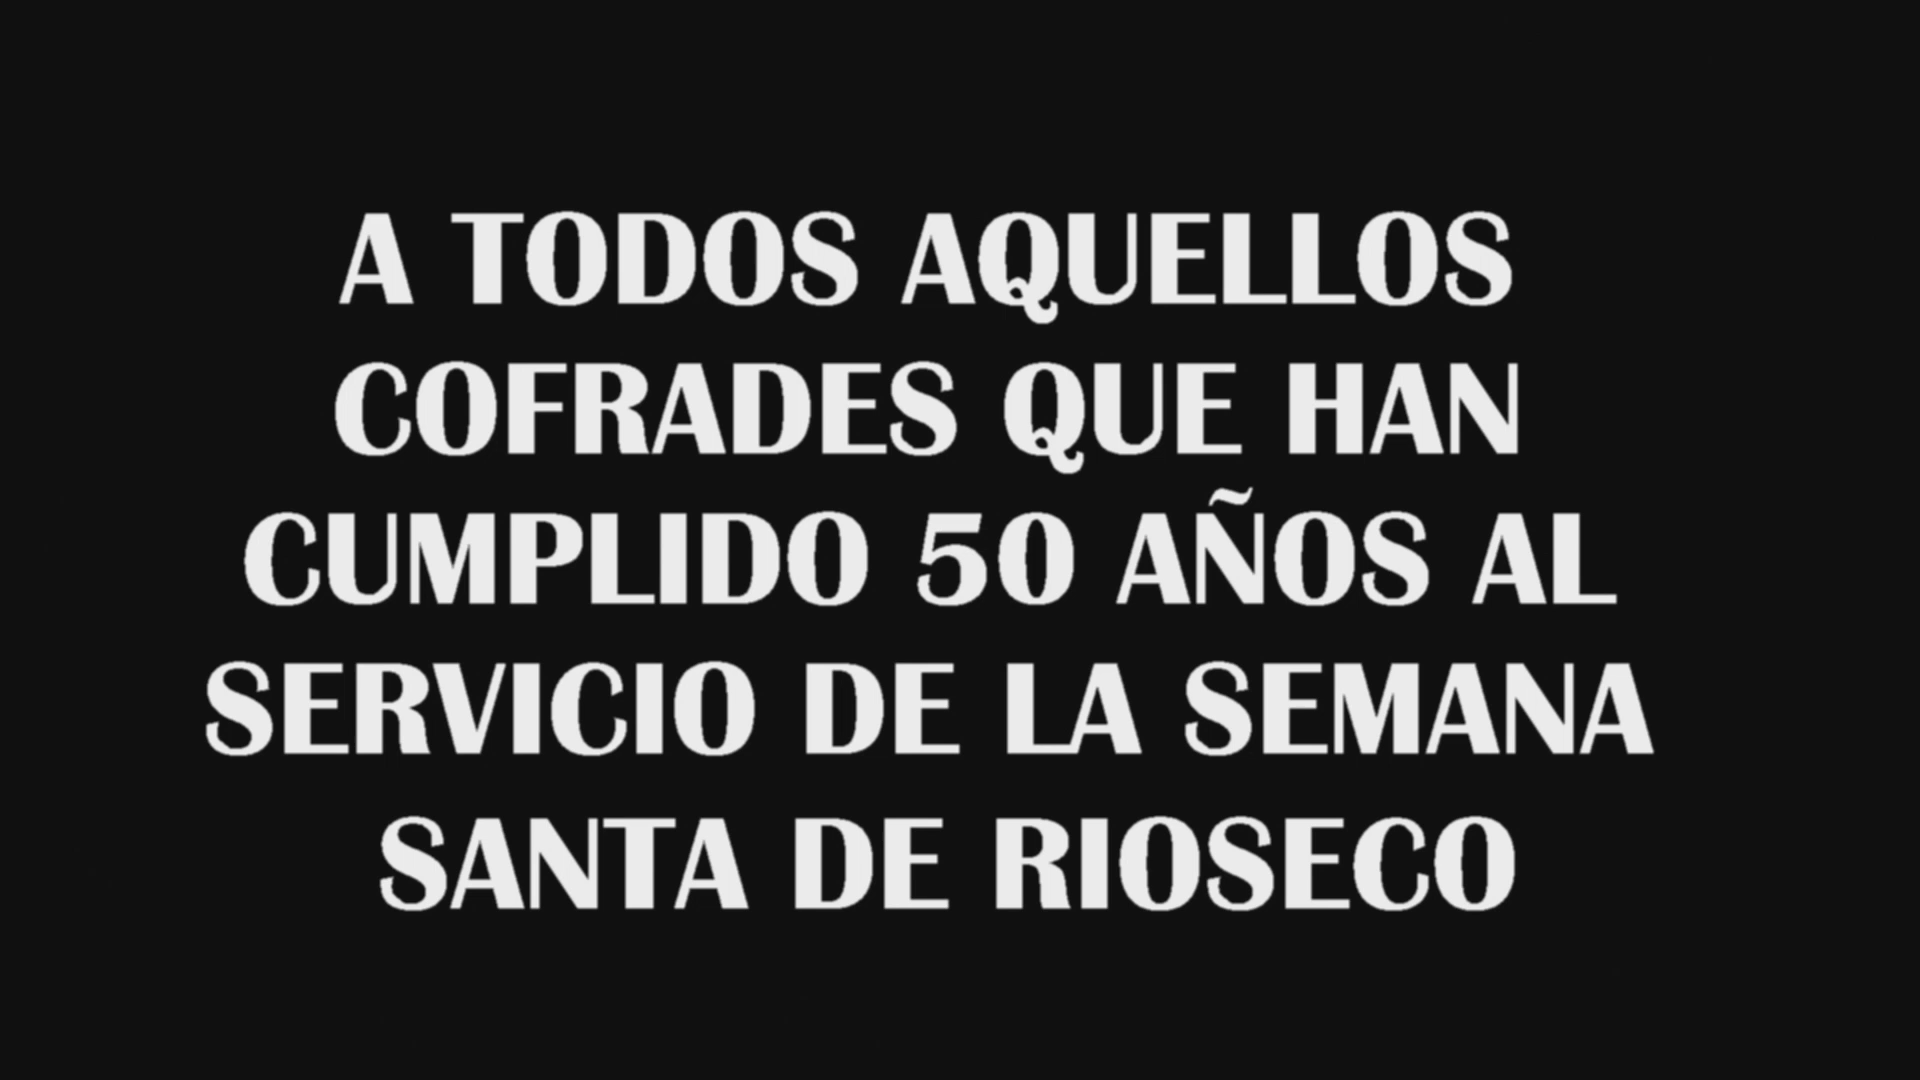 A TODOS AQUELLOS
COFRADES QUE HAN
CUMPLIDO 50 AÑOS AL
SERVICIO DE LA SEMANA
SANTA DE RIOSECO